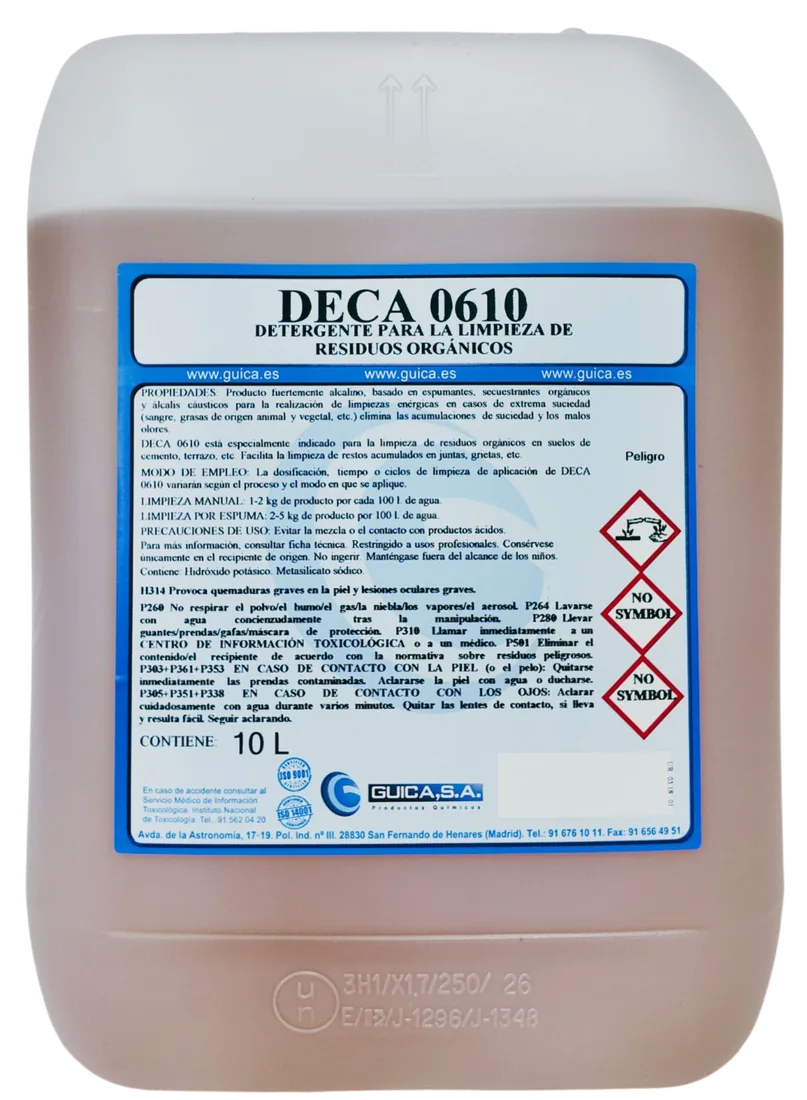 DECA 0610
DETERGENTE PARA LA LIMPIEZA DE
RESIDUOS ORGÁNICOS
www.guica.es www.guica.es www.guica.es
PROPIEDADES: Producto fuertemente alcalino, basado en espumantes, secuestrantes orgánicos
y álcalis cáusticos para la realización de limpiezas enérgicas en casos de extrema suciedad
(sangre, grasas de origen animal y vegetal, etc.) elimina las acumulaciones de suciedad y los malos
olores.
DECA 0610 está especialmente indicado para la limpieza de residuos orgánicos en suelos de
cemento, terrazo, etc. Facilita la limpieza de restos acumulados en juntas, grietas, etc.
MODO DE EMPLEO: La dosificación, tiempo o ciclos de limpieza de aplicación de DECA
0610 variarán según el proceso y el modo en que se aplique.
LIMPIEZA MANUAL: 1-2 kg de producto por cada 100 l. de agua.
LIMPIEZA POR ESPUMA: 2-5 kg de producto por 100 l. de agua.
PRECAUCIONES DE USO: Evitar la mezcla o el contacto con productos ácidos.
Para más información, consultar ficha técnica. Restringido a usos profesionales. Consérvese
únicamente en el recipiente de origen. No ingerir. Manténgase fuera del alcance de los niños.
Contiene: Hidróxido potásico. Metasilicato sódico.
H314 Provoca quemaduras graves en la piel y lesiones oculares graves.
P260 No respirar el polvo/el humo/el gas/la niebla/los vapores/el aerosol. P264 Lavarse
con agua concienzudamente tras la manipulación. P280 Llevar
guantes/prendas/gafas/máscara de protección. P310 Llamar inmediatamente a un
CENTRO DE INFORMACIÓN TOXICOLÓGICA o a un médico. P501 Eliminar el
contenido/el recipiente de acuerdo con la normativa sobre residuos peligrosos.
P303+P361+P353 EN CASO DE CONTACTO CON LA PIEL (o el pelo): Quitarse
inmediatamente las prendas contaminadas. Aclararse la piel con agua o ducharse.
P305+P351+P338 EN CASO DE CONTACTO CON LOS OJOS: Aclarar
cuidadosamente con agua durante varios minutos. Quitar las lentes de contacto, si lleva
y resulta fácil. Seguir aclarando.
Peligro
NO
SYMBOL
NO
SYMBOL
CONTIENE: 10 L
En caso de accidente consultar al
Servicio Médico de Información
Toxicológica. Instituto Nacional
de Toxicología Tel.. 91.562 04 20
ISO 9001
ISO 14001
GUICA,S.A.
Productos Químicos
Avda. de la Astronomía, 17-19. Pol. Ind. nº III. 28830 San Fernando de Henares (Madrid). Tel.: 91 676 10 11. Fax: 91 656 49 51
un
3H1/X1,7/250/ 26
J-1296/J-1348